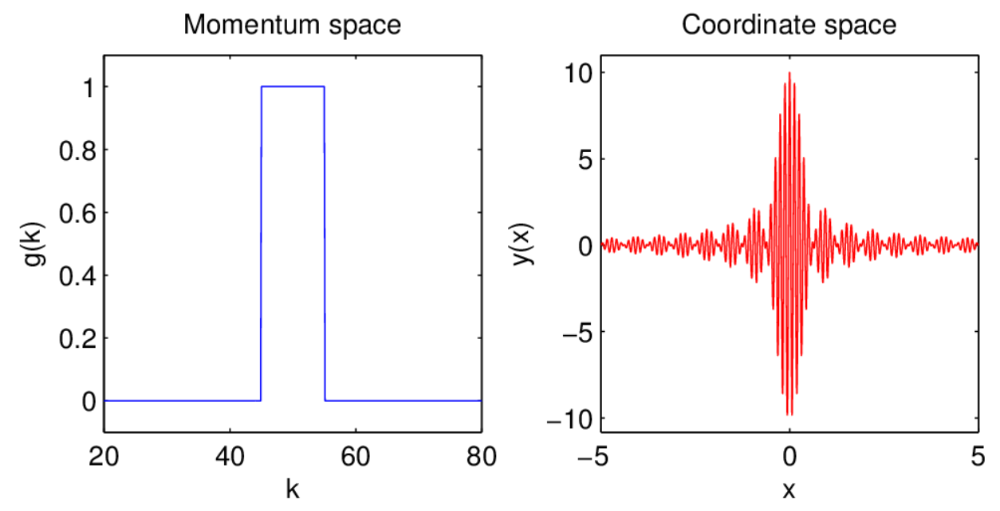 Momentum space
g(k)
1
0.8
0.6
0.4
0.2
0
20 40 60 80
k
Coordinate space
y(x)
10
5
0
−5
−10
−5 0 5
x